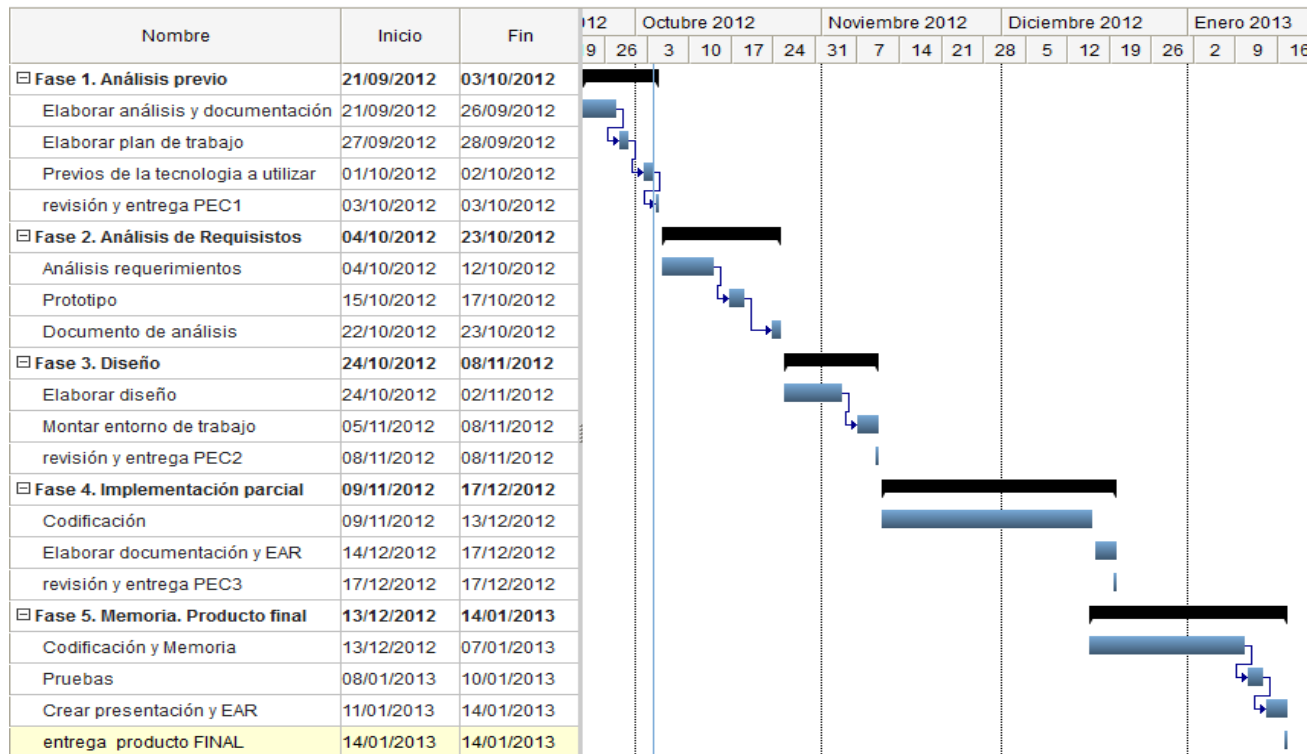 Nombre Inicio Fin 012 Octubre 2012 Noviembre 2012 Diciembre 2012 Enero 2013
19 26 3 10 17 24 31 7 14 21 28 5 12 19 26 2 9 16
Fase 1. Análisis previo 21/09/2012 03/10/2012
Elaborar análisis y documentación 21/09/2012 26/09/2012
Elaborar plan de trabajo 27/09/2012 28/09/2012
Previos de la tecnologia a utilizar 01/10/2012 02/10/2012
revisión y entrega PEC1 03/10/2012 03/10/2012
Fase 2. Análisis de Requisistos 04/10/2012 23/10/2012
Análisis requerimientos 04/10/2012 12/10/2012
Prototipo 15/10/2012 17/10/2012
Documento de análisis 22/10/2012 23/10/2012
Fase 3. Diseño 24/10/2012 08/11/2012
Elaborar diseño 24/10/2012 02/11/2012
Montar entorno de trabajo 05/11/2012 08/11/2012
revisión y entrega PEC2 08/11/2012 08/11/2012
Fase 4. Implementación parcial 09/11/2012 17/12/2012
Codificación 09/11/2012 13/12/2012
Elaborar documentación y EAR 14/12/2012 17/12/2012
revisión y entrega PEC3 17/12/2012 17/12/2012
Fase 5. Memoria. Producto final 13/12/2012 14/01/2013
Codificación y Memoria 13/12/2012 07/01/2013
Pruebas 08/01/2013 10/01/2013
Crear presentación y EAR 11/01/2013 14/01/2013
entrega producto FINAL 14/01/2013 14/01/2013